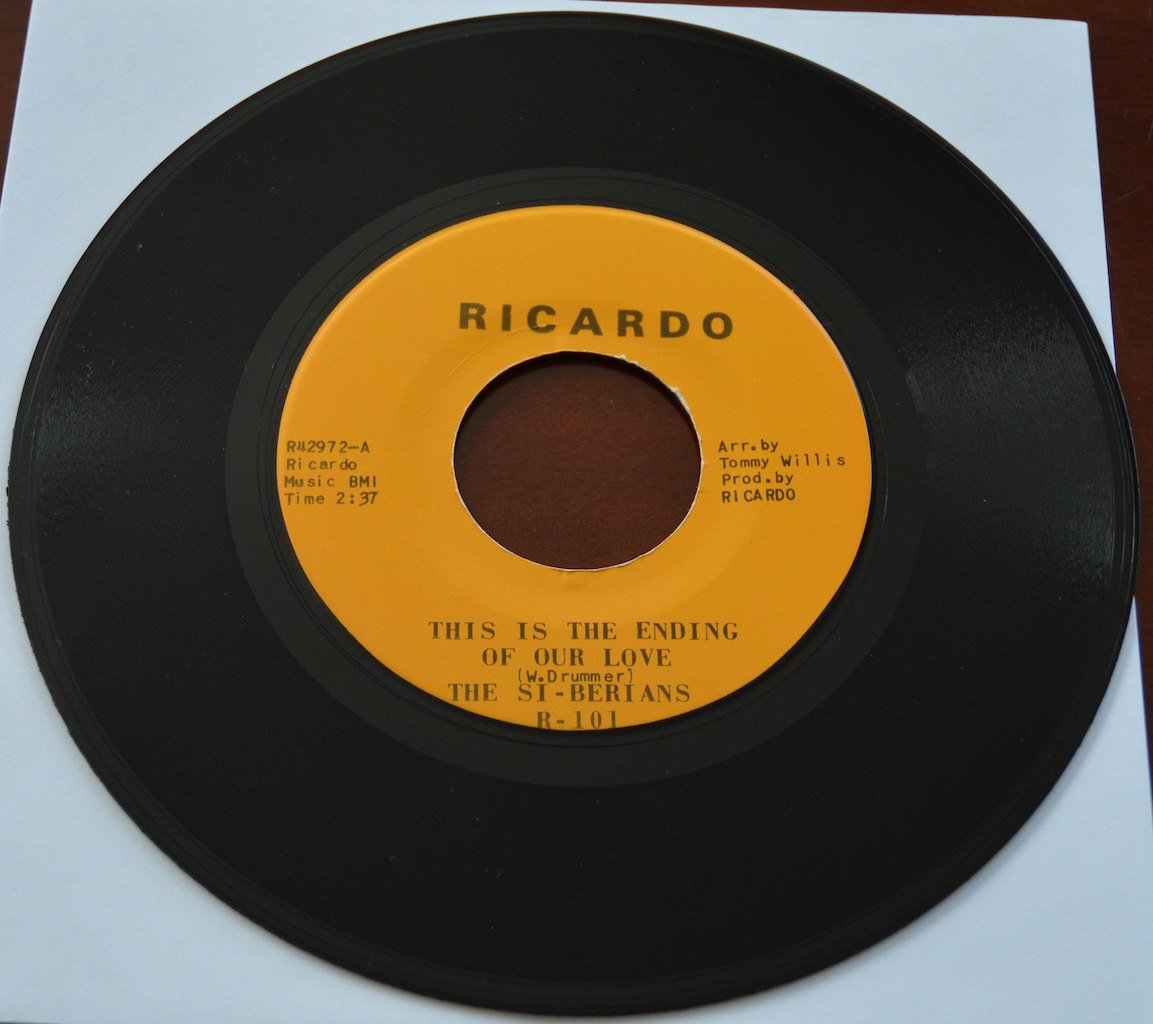 RICARDO
R42972-A
Ricardo
Music BMI
Time 2:37
Arr.by
Tommy Willis
Prod.by
RICARDO
THIS IS THE ENDING
OF OUR LOVE
(W.Drummer)
THE SI-BERIANS
R-101